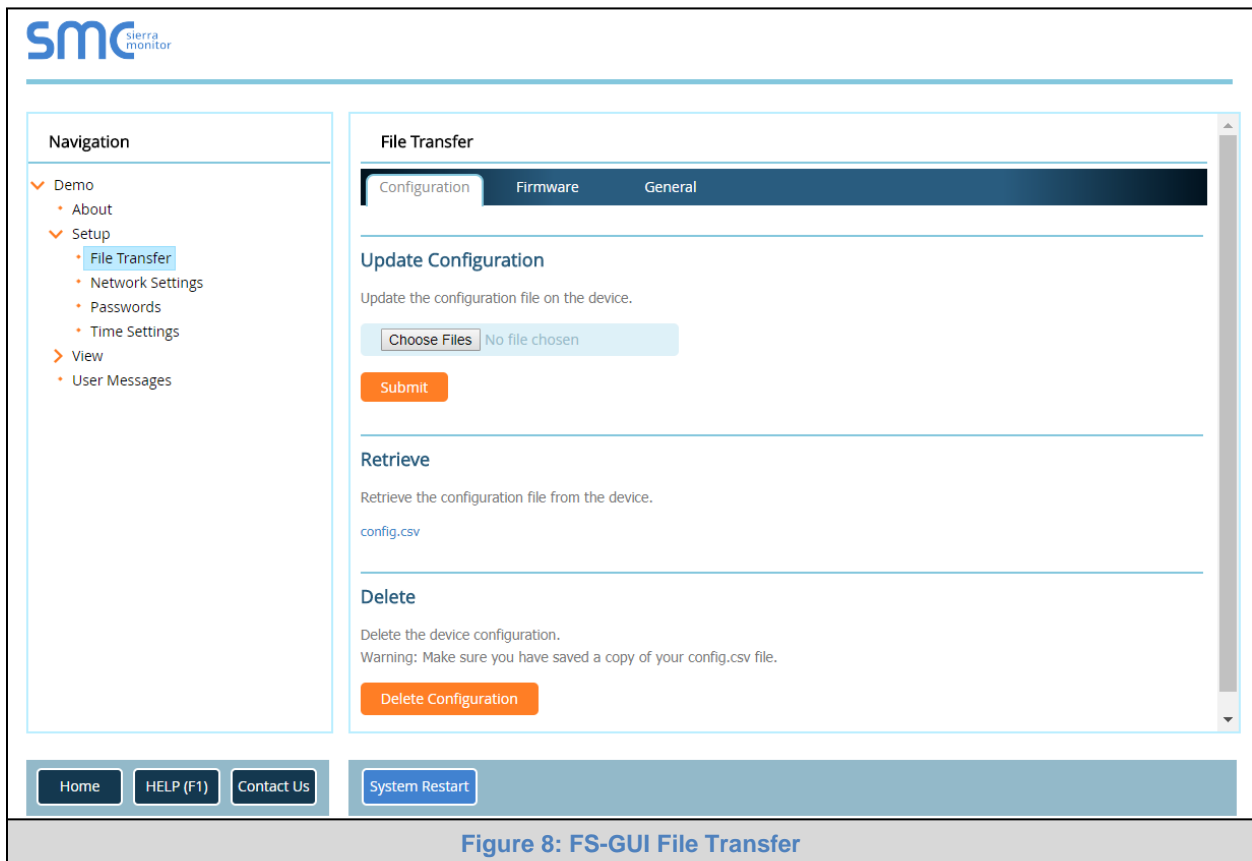 SMC sierra monitor
Navigation
Demo
About
Setup
File Transfer
Network Settings
Passwords
Time Settings
View
User Messages
File Transfer
Configuration Firmware General
Update Configuration
Update the configuration file on the device.
Choose Files No file chosen
Submit
Retrieve
Retrieve the configuration file from the device.
config.csv
Delete
Delete the device configuration.
Warning: Make sure you have saved a copy of your config.csv file.
Delete Configuration
Home HELP (F1) Contact Us System Restart
Figure 8: FS-GUI File Transfer